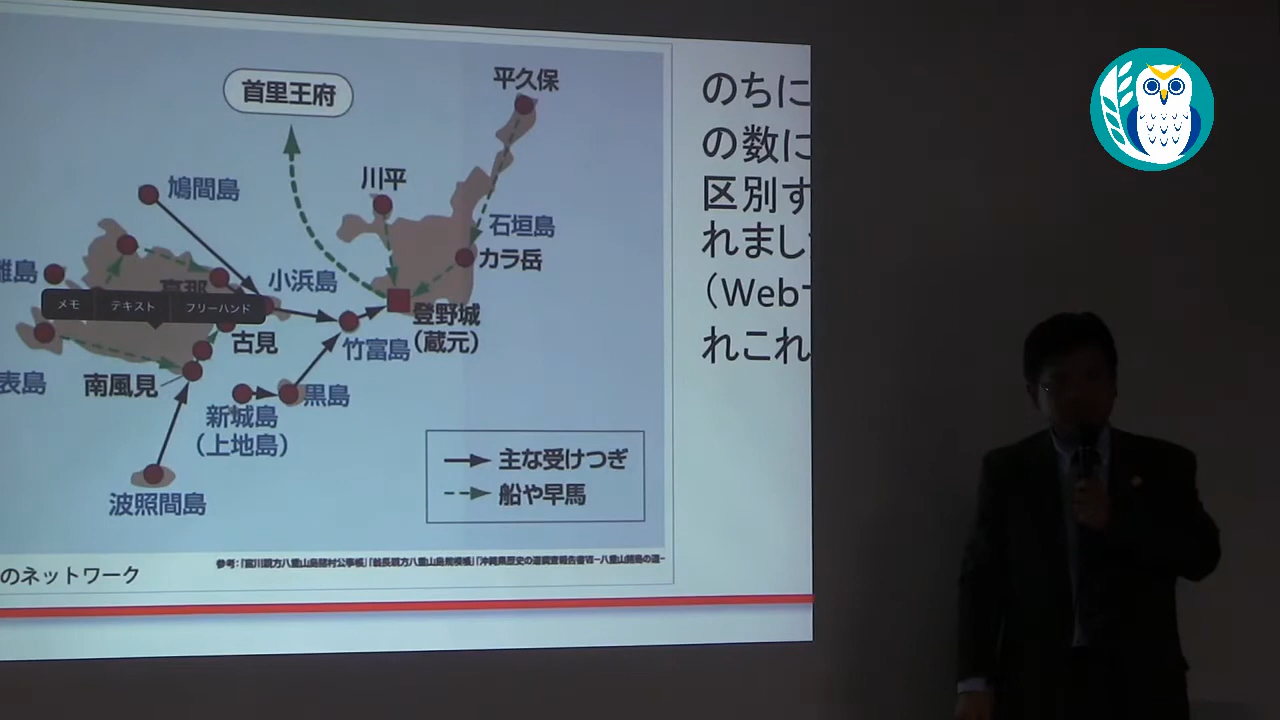 首里王府
平久保
川平
鳩間島
石垣島
カラ岳
離島
小浜島
メモ テキスト フリーハンド
登野城
(蔵元)
古見
竹富島
表島
南風見
黒島
新城島
(上地島)
波照間島
主な受けつぎ
船や早馬
のネットワーク
のちに
の数に
区別す
れまし
(Web
れこれ